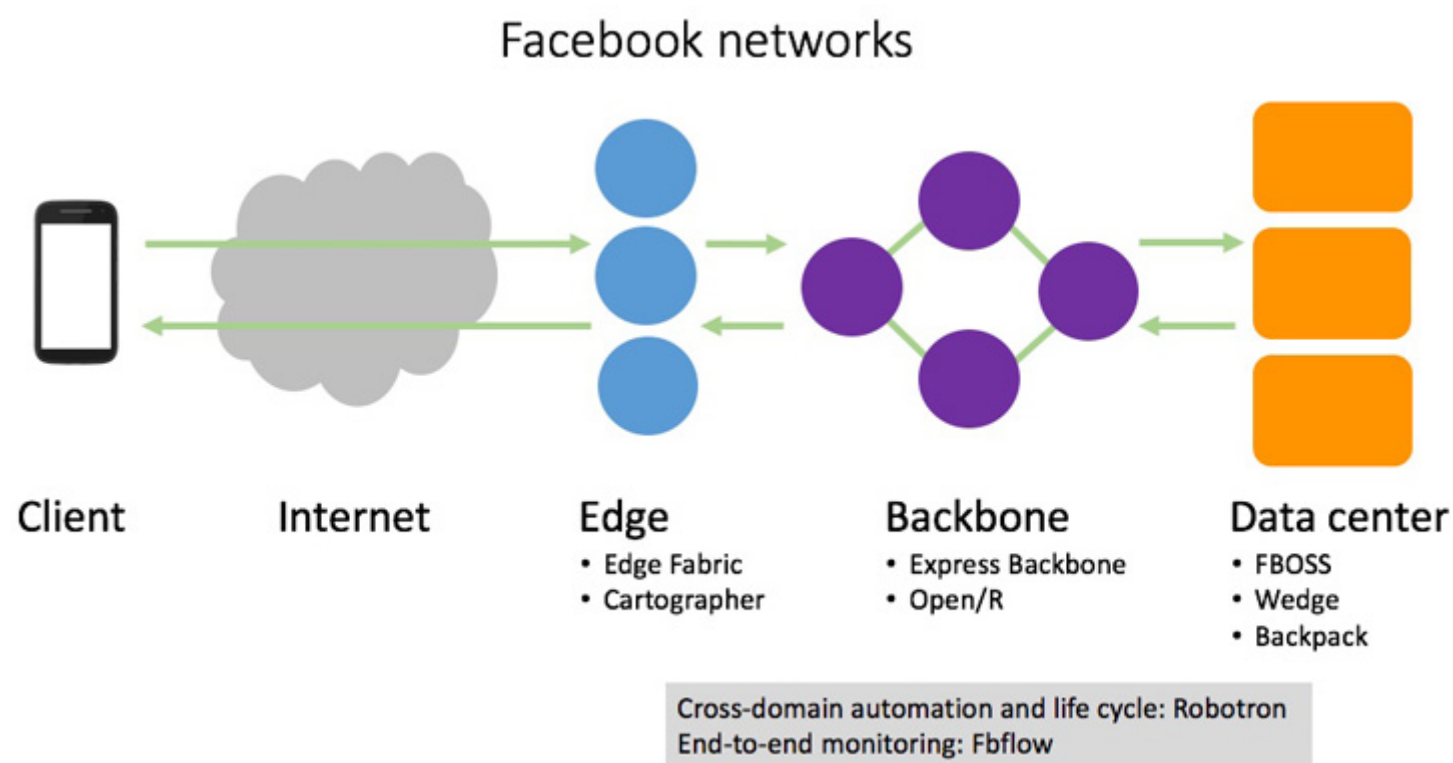 Facebook networks
Client
Internet
Edge
• Edge Fabric
• Cartographer
Backbone
• Express Backbone
• Open/R
Data center
• FBOSS
• Wedge
• Backpack
Cross-domain automation and life cycle: Robotron
End-to-end monitoring: Fbflow